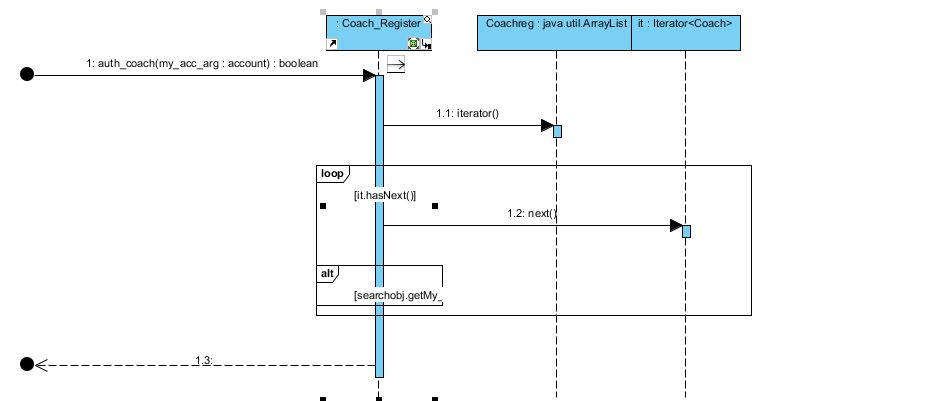 : Coach_Register
Coachreg : java.util.ArrayList
it : Iterator<Coach>
1: auth_coach(my_acc_arg : account) : boolean
1.1: iterator()
loop
[it.hasNext()]
1.2: next()
alt
[searchobj.getMy_
1.3: